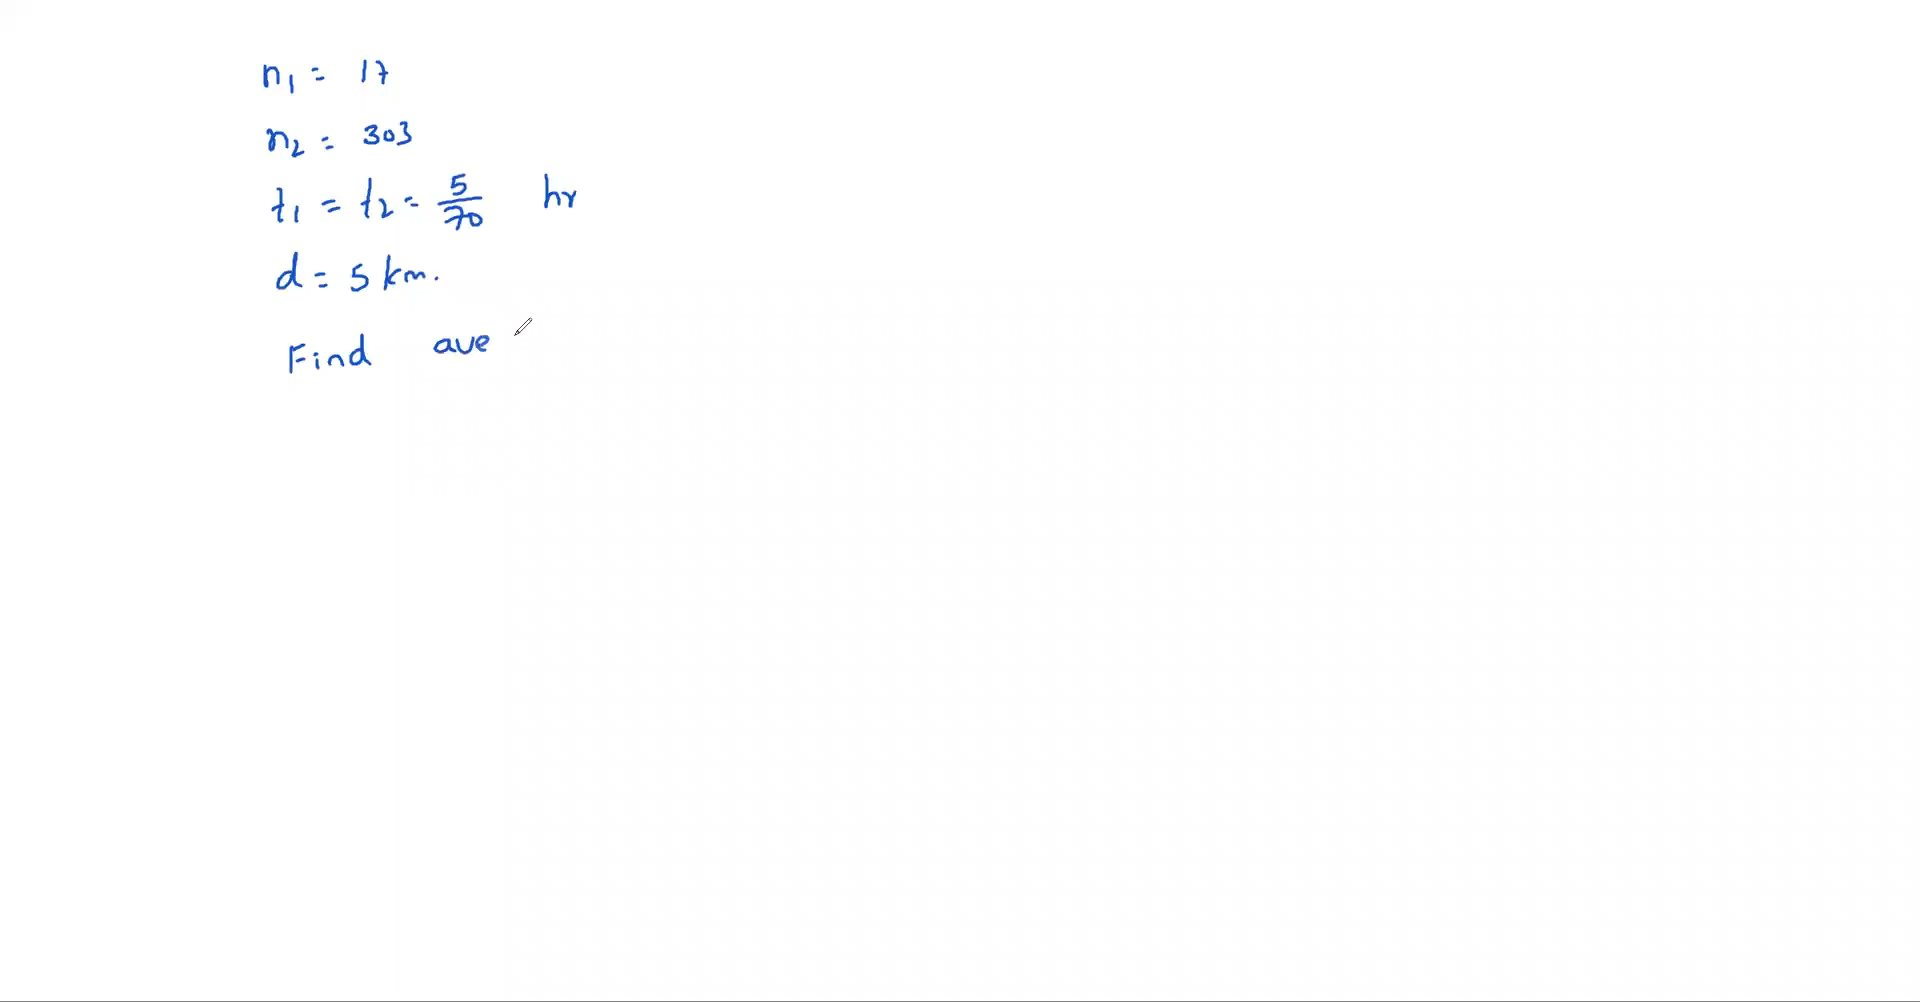 n₁ = 17
n₂ = 303
t₁ = t₂ = 5/70 hr
d = 5 km.
Find ave